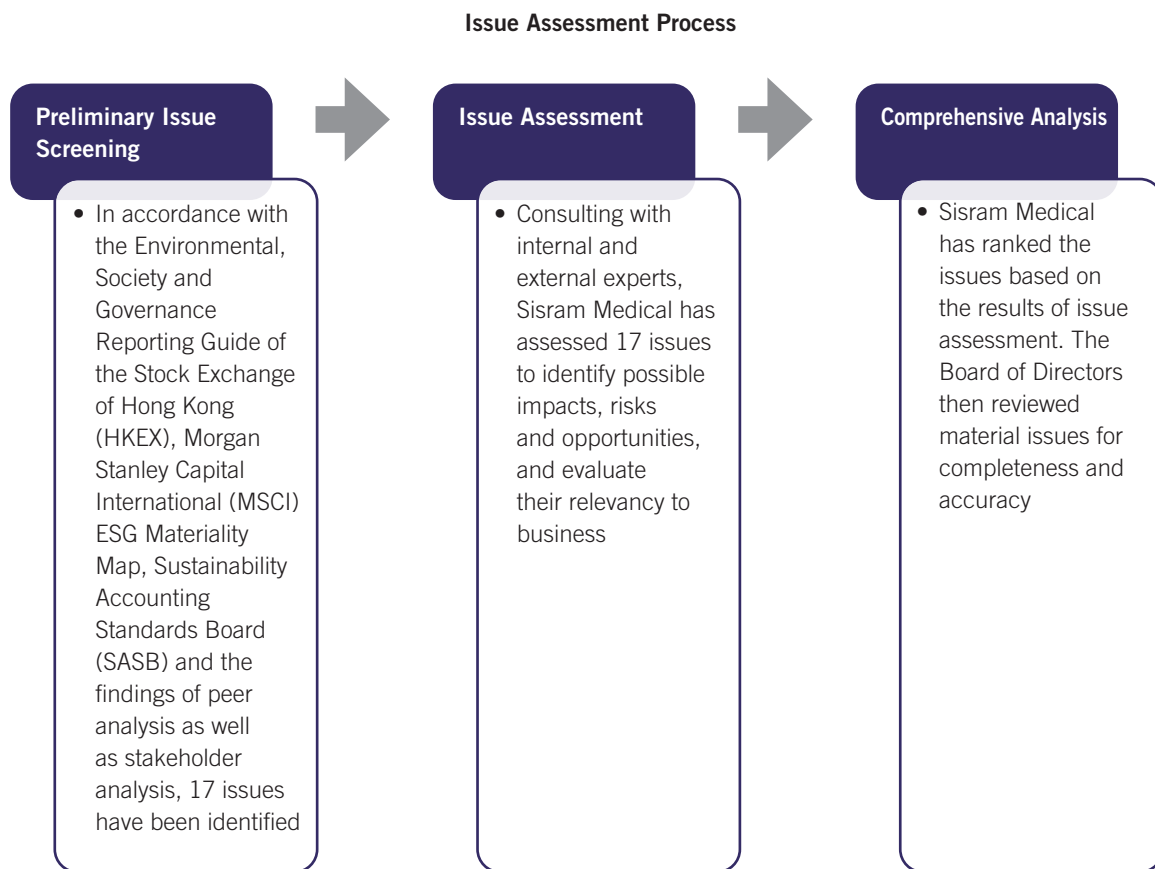 Issue Assessment Process
Preliminary Issue
Screening
• In accordance with
the Environmental,
Society and
Governance
Reporting Guide of
the Stock Exchange
of Hong Kong
(HKEX), Morgan
Stanley Capital
International (MSCI)
ESG Materiality
Map, Sustainability
Accounting
Standards Board
(SASB) and the
findings of peer
analysis as well
as stakeholder
analysis, 17 issues
have been identified
Issue Assessment
• Consulting with
internal and
external experts,
Sisram Medical has
assessed 17 issues
to identify possible
impacts, risks
and opportunities,
and evaluate
their relevancy to
business
Comprehensive Analysis
• Sisram Medical
has ranked the
issues based on
the results of issue
assessment. The
Board of Directors
then reviewed
material issues for
completeness and
accuracy